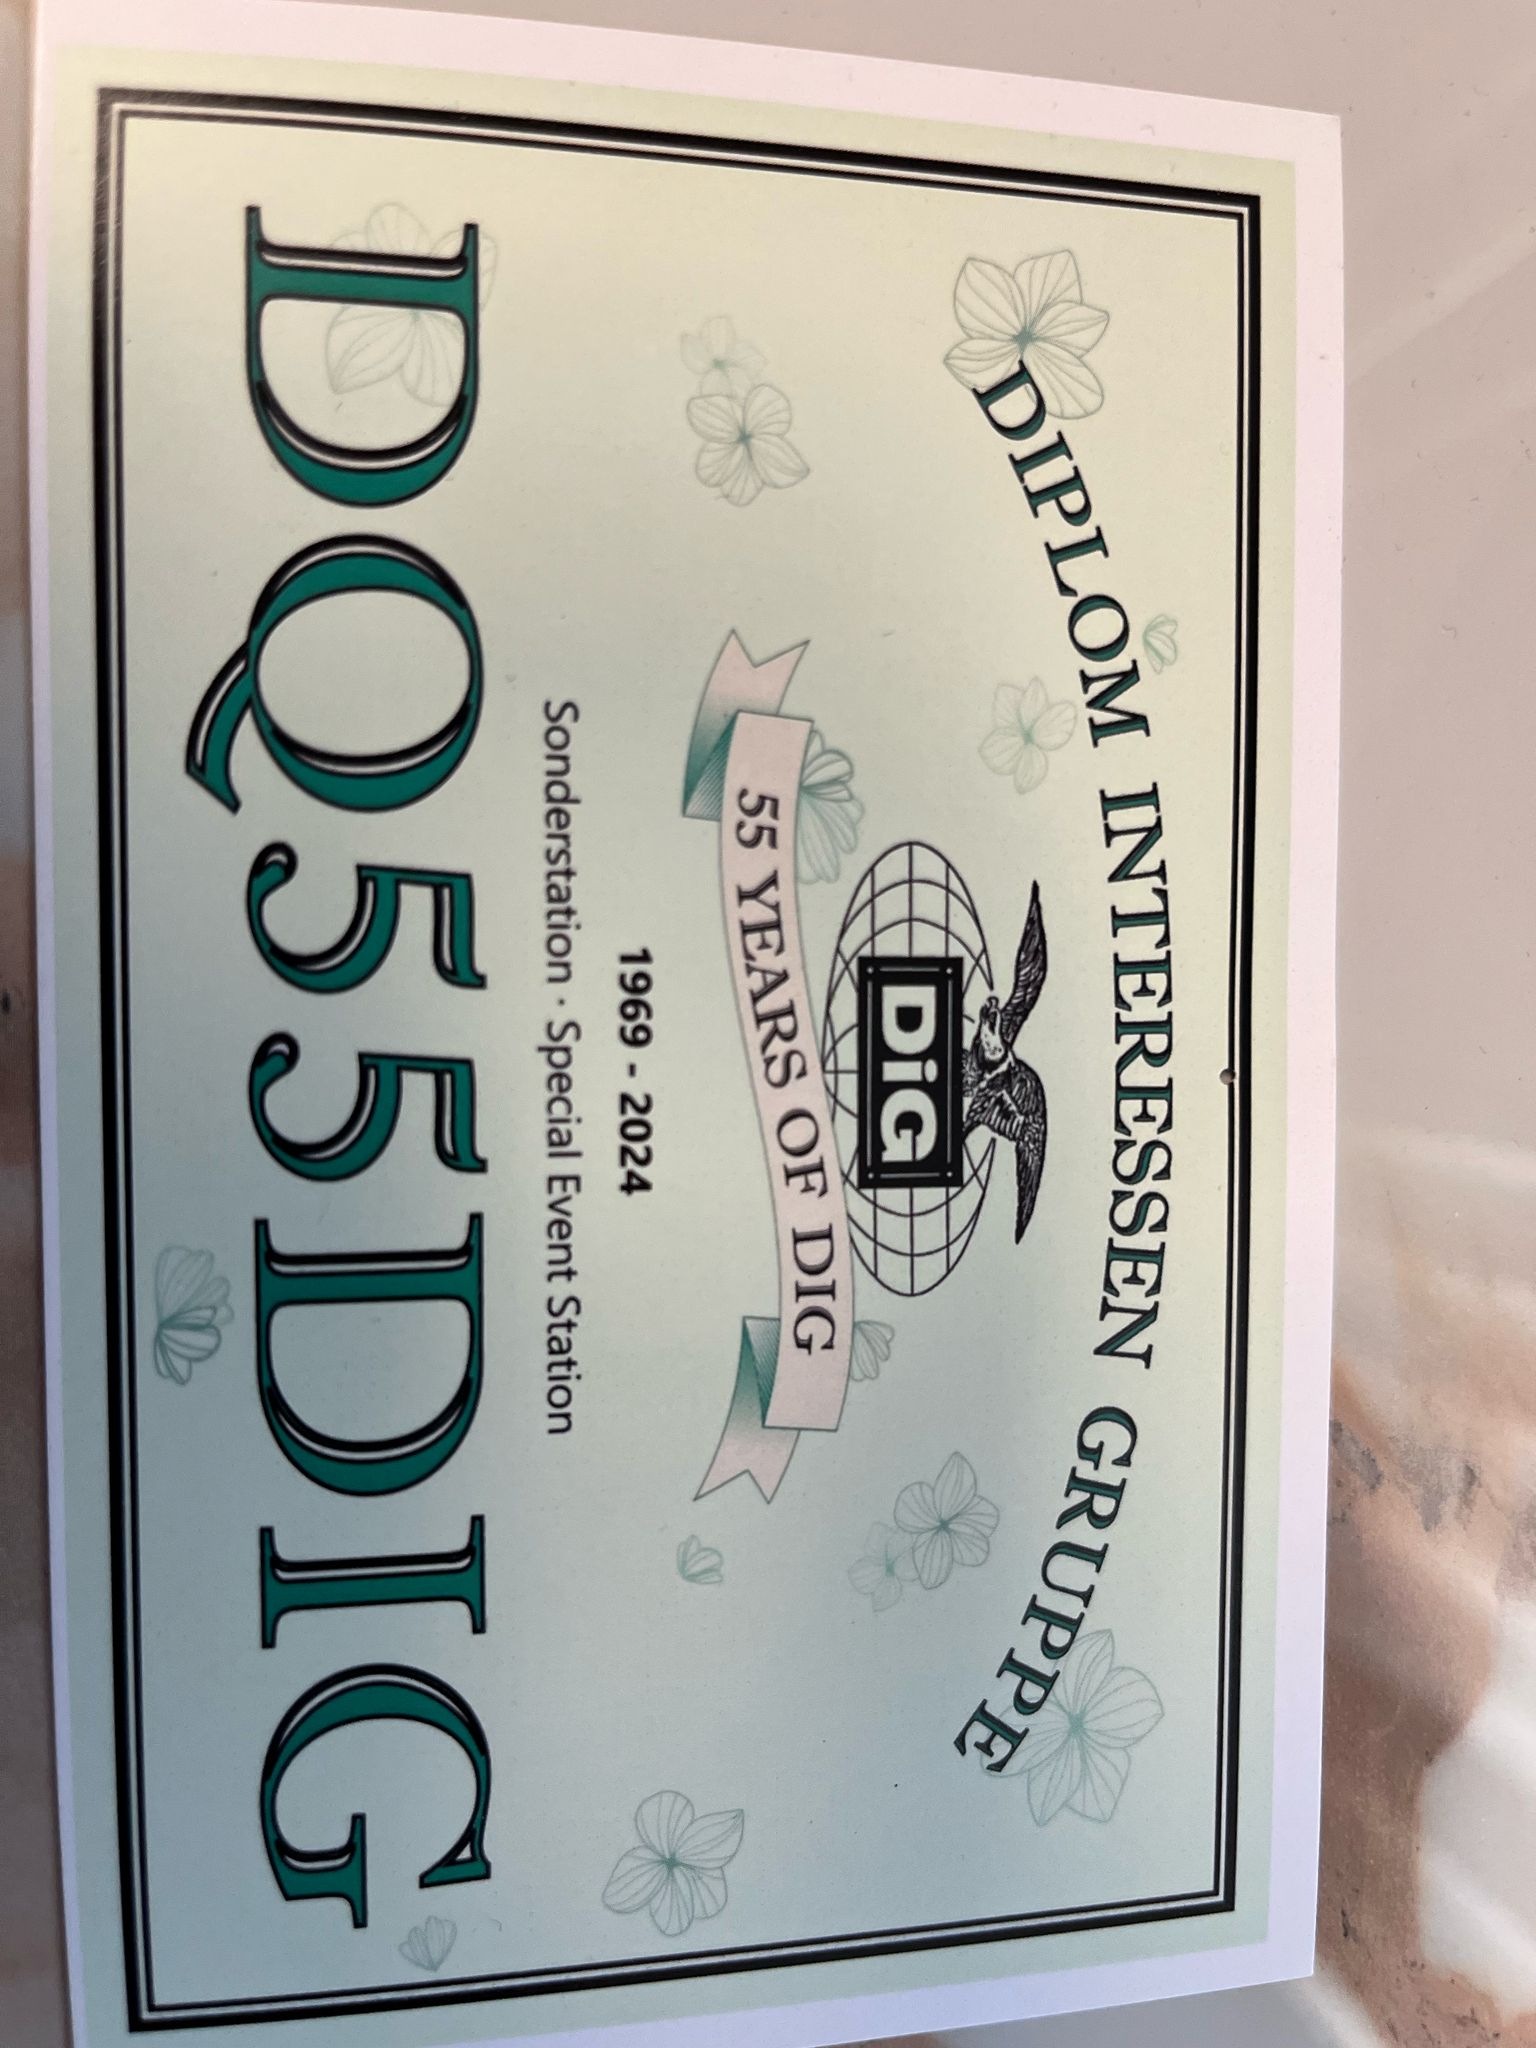 DIPLOM INTERESSEN GRUPPE
DiG
55 YEARS OF DIG
1969 - 2024
Sonderstation · Special Event Station
DQ55DIG